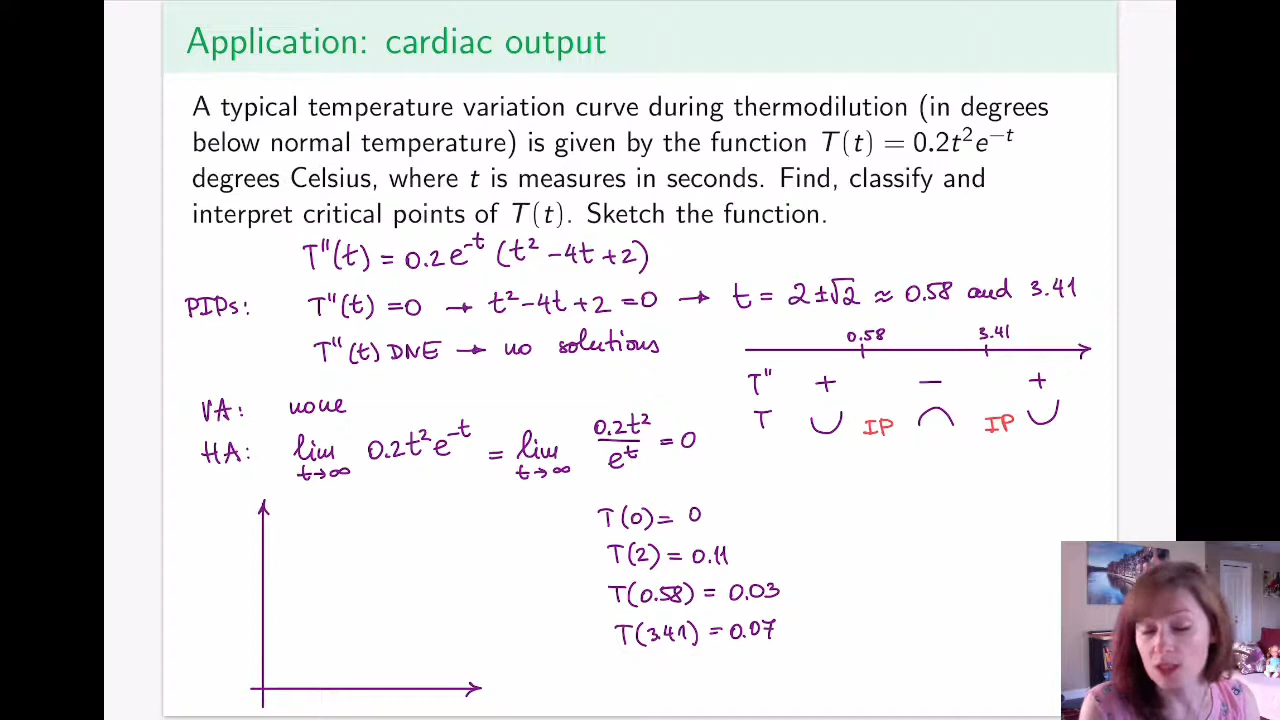 Application: cardiac output
A typical temperature variation curve during thermodilution (in degrees
below normal temperature) is given by the function T(t) = 0.2t²e⁻ᵗ
degrees Celsius, where t is measures in seconds. Find, classify and
interpret critical points of T(t). Sketch the function.
T''(t) = 0.2e⁻ᵗ (t² -4t +2)
PIPs: T''(t) =0 → t²-4t+2 =0 → t = 2±√2 ≈ 0.58 and 3.41
T''(t) DNE → no solutions
0.58 3.41
T'' + − +
T ∪ IP ∩ IP ∪
VA: none
HA: lim t→∞ 0.2t²e⁻ᵗ = lim t→∞ 0.2t²/eᵗ = 0
T(0)= 0
T(2) = 0.11
T(0.58) = 0.03
T(3.41) = 0.07